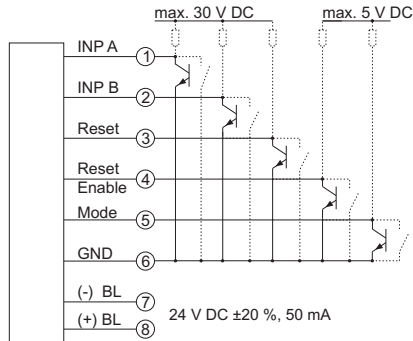 max. 30 V DC max. 5 V DC
INP A 1
INP B 2
Reset 3
Reset
Enable 4
Mode 5
GND 6
(-) BL 7
(+) BL 8
24 V DC ±20 %, 50 mA